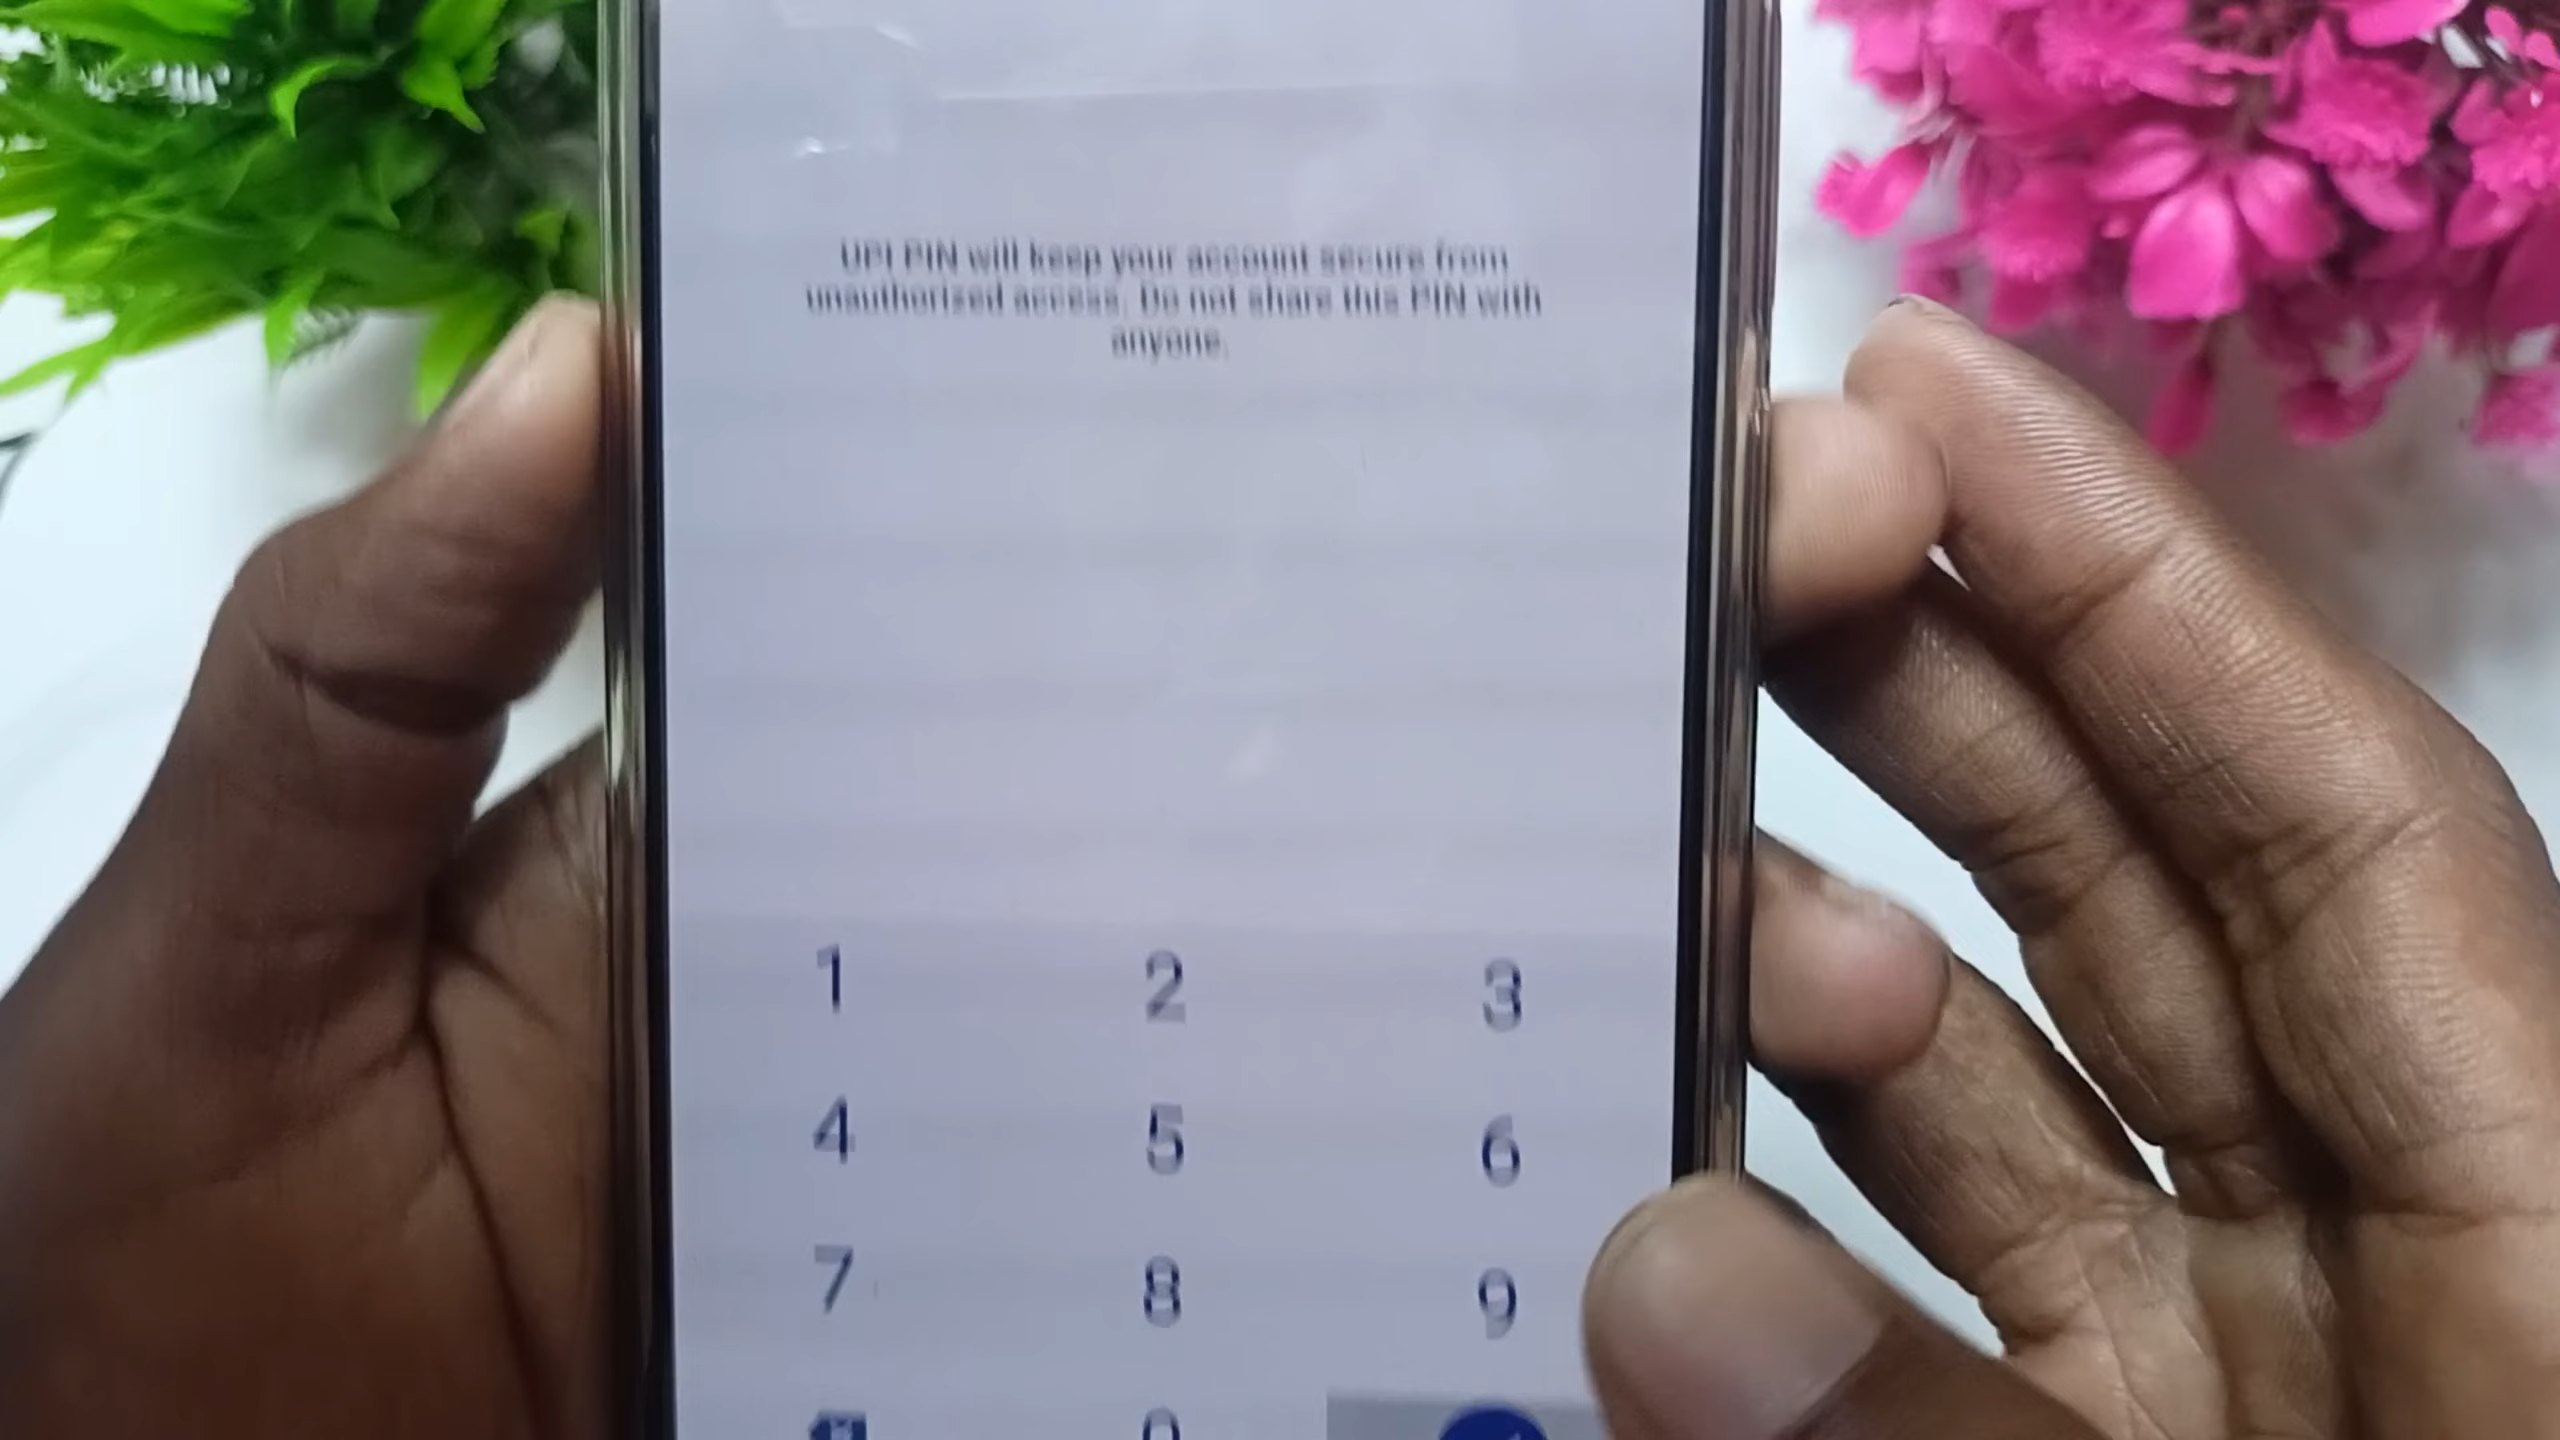 UPI PIN will keep your account secure from
unauthorized access. Do not share this PIN with
anyone.
1 2 3
4 5 6
7 8 9
0